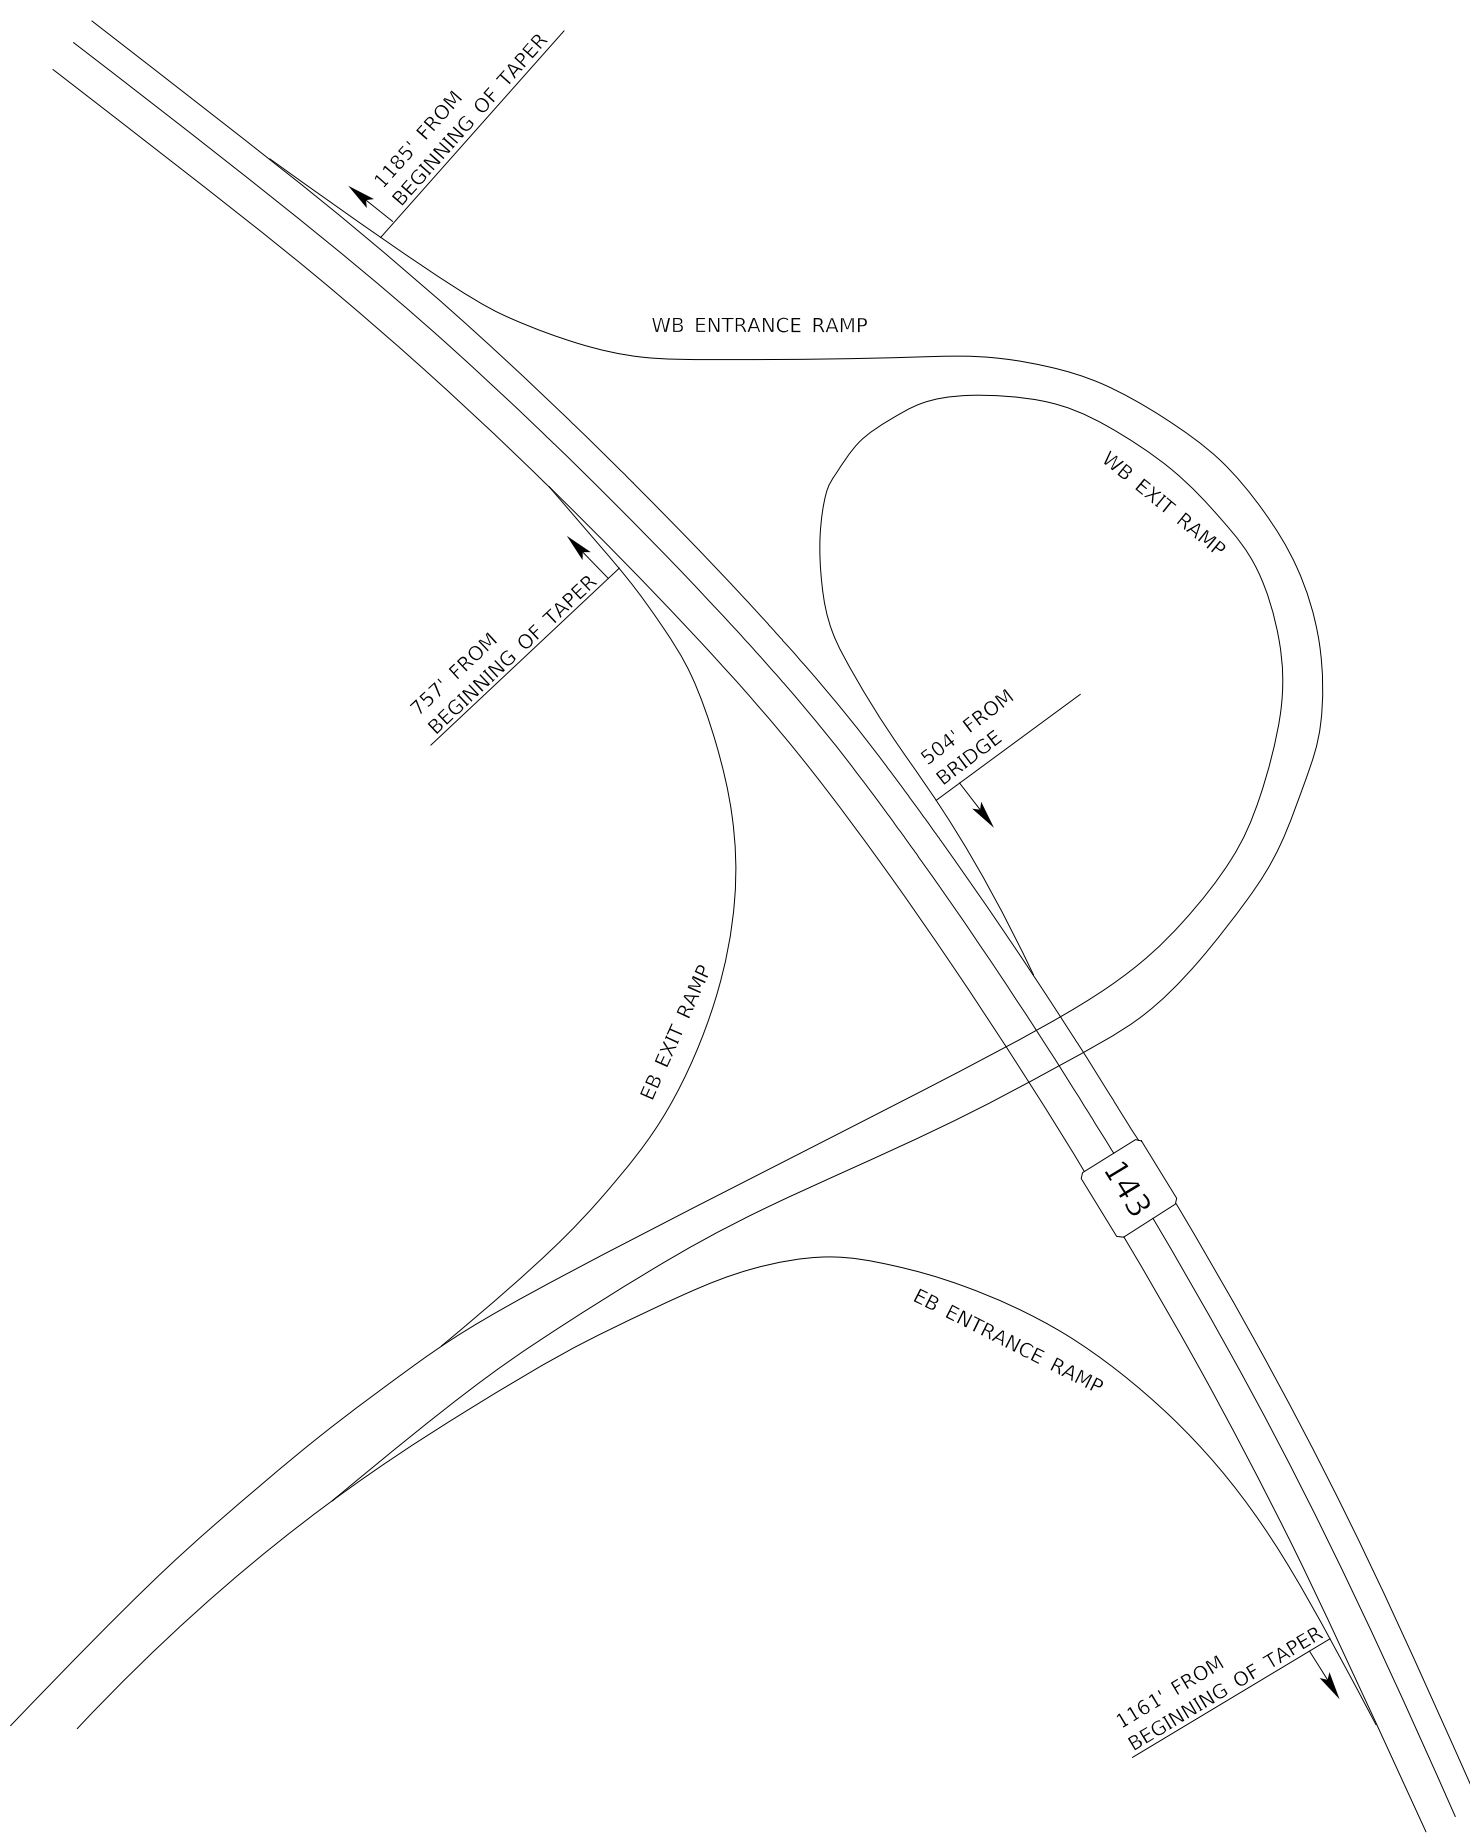 1185' FROM
BEGINNING OF TAPER
WB ENTRANCE RAMP
WB EXIT RAMP
757' FROM
BEGINNING OF TAPER
504' FROM
BRIDGE
EB EXIT RAMP
143
EB ENTRANCE RAMP
1161' FROM
BEGINNING OF TAPER